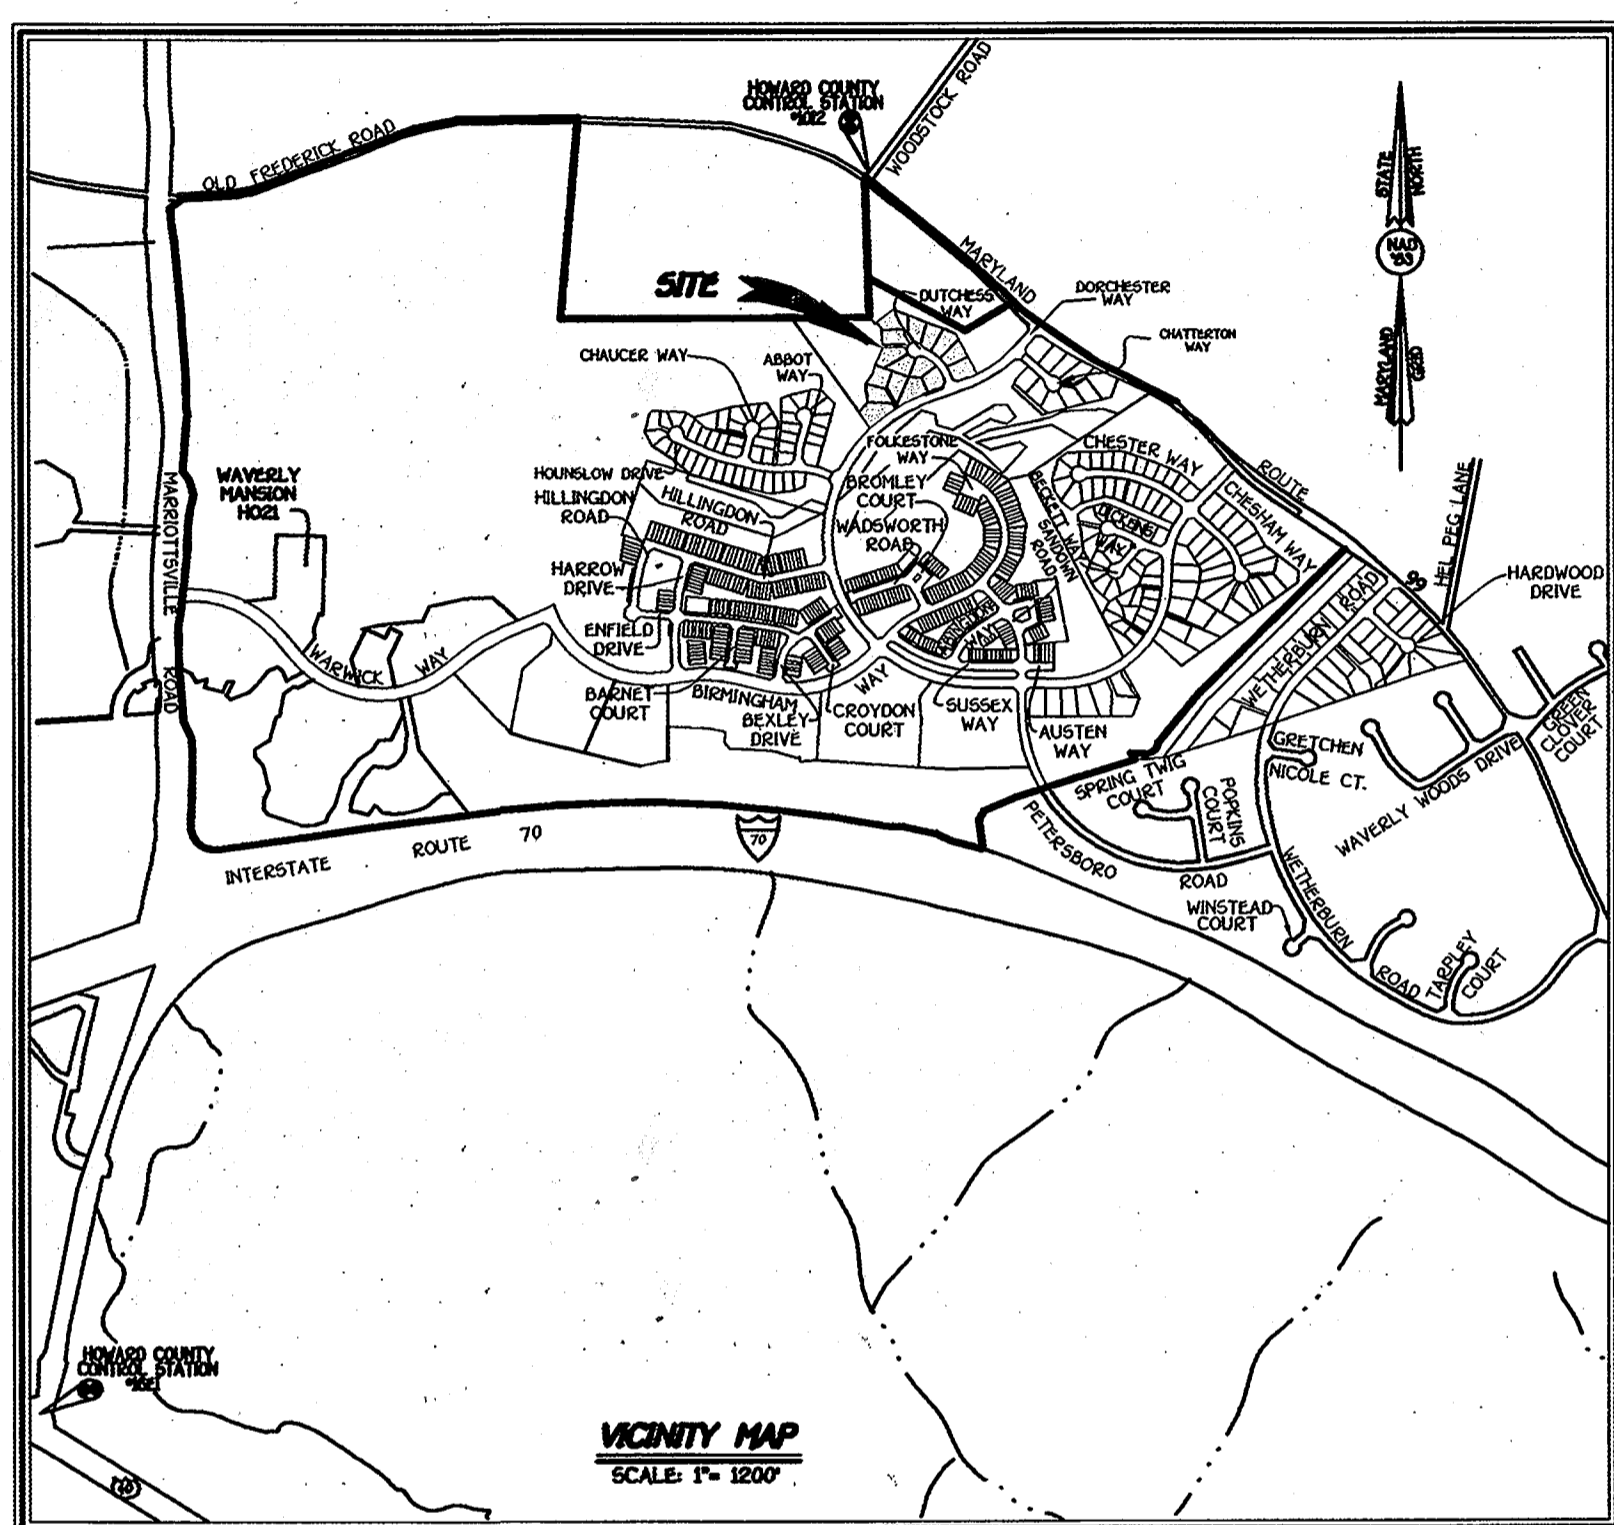 HOWARD COUNTY
CONTROL STATION
WOODSTOCK ROAD
OLD FREDERICK ROAD
STATE
NORTH
NAD
'83
MARYLAND
GRID
SITE
MARYLAND
DUTCHESS
WAY
DORCHESTER
WAY
CHATTERTON
WAY
CHAUCER WAY
ABBOT
WAY
FOLKESTONE
WAY
CHESTER WAY
ROUTE
99
HEL PEG LANE
HOUNSLOW DRIVE
BROMLEY
COURT
BECKETT WAY
SANDOWN
ROAD
DICKENS
WAY
CHESHAM WAY
WAVERLY
MANSION
HO21
MARRIOTTSVILLE ROAD
HILLINGDON
ROAD
HILLINGDON
ROAD
WADSWORTH
ROAD
HARROW
DRIVE
HARDWOOD
DRIVE
ENFIELD
DRIVE
ABINGDON
WAY
WETHERBURN ROAD
WARWICK WAY
BARNET
COURT
BIRMINGHAM WAY
BEXLEY
DRIVE
CROYDON
COURT
SUSSEX
WAY
AUSTEN
WAY
GREEN
CLOVER
COURT
GRETCHEN
NICOLE CT.
SPRING TWIG
COURT
POPKINS
COURT
WAVERLY WOODS DRIVE
PETERSBORO ROAD
INTERSTATE ROUTE 70
70
WINSTEAD
COURT
WETHERBURN ROAD
TARPLEY
COURT
HOWARD COUNTY
CONTROL STATION
VICINITY MAP
SCALE: 1"= 1200'